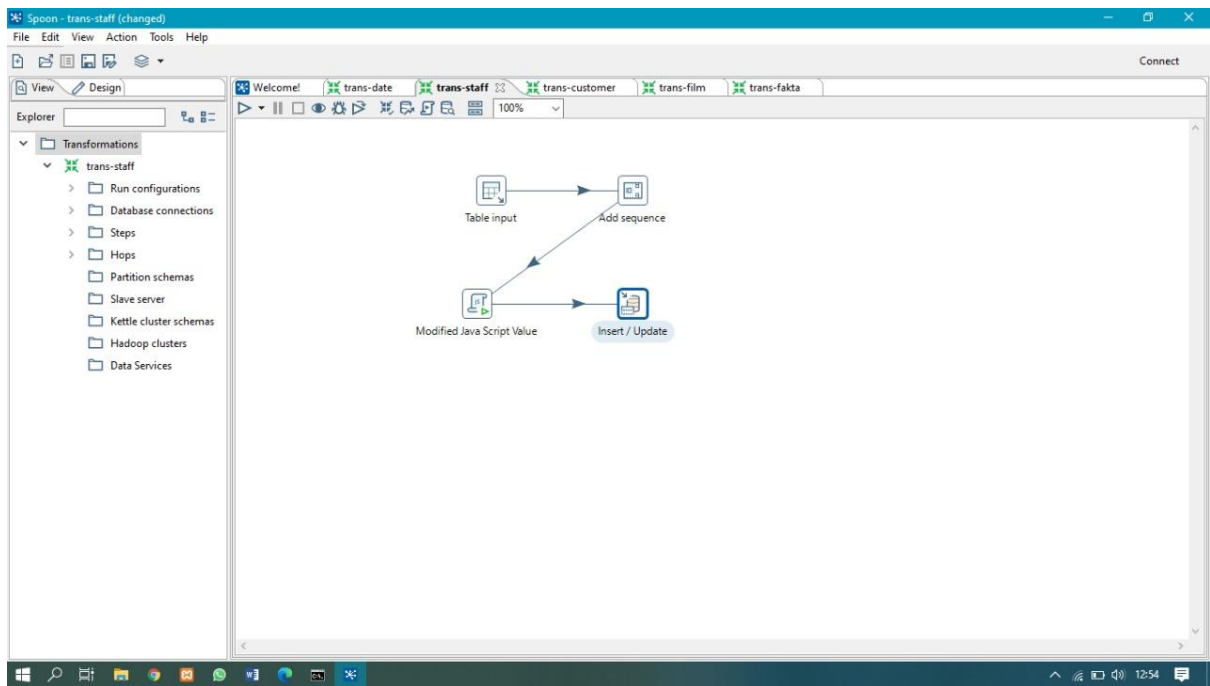 Spoon - trans-staff (changed)
File Edit View Action Tools Help
Connect
View Design
Welcome! trans-date trans-staff trans-customer trans-film trans-fakta
Explorer
100%
Transformations
trans-staff
Run configurations
Database connections
Steps
Hops
Partition schemas
Slave server
Kettle cluster schemas
Hadoop clusters
Data Services
Table input Add sequence
Modified Java Script Value Insert / Update
12:54